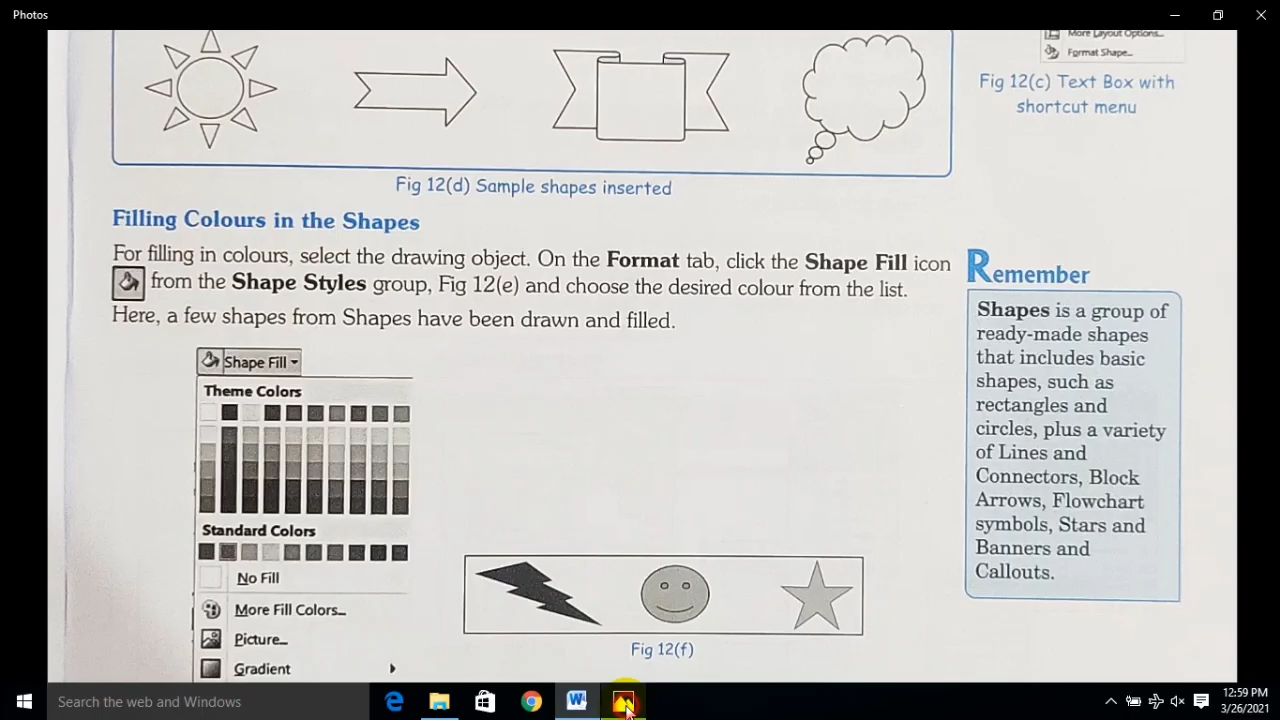 Photos
More Layout Options...
Format Shape...
Fig 12(c) Text Box with
shortcut menu
Fig 12(d) Sample shapes inserted
Filling Colours in the Shapes
For filling in colours, select the drawing object. On the Format tab, click the Shape Fill icon
from the Shape Styles group, Fig 12(e) and choose the desired colour from the list.
Here, a few shapes from Shapes have been drawn and filled.
Remember
Shapes is a group of
ready-made shapes
that includes basic
shapes, such as
rectangles and
circles, plus a variety
of Lines and
Connectors, Block
Arrows, Flowchart
symbols, Stars and
Banners and
Callouts.
Shape Fill
Theme Colors
Standard Colors
No Fill
More Fill Colors...
Picture...
Gradient
Fig 12(f)
Search the web and Windows
12:59 PM
3/26/2021